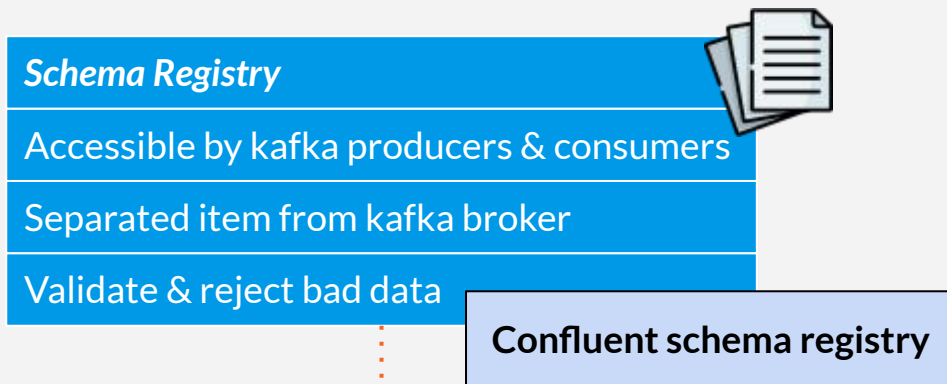 Schema Registry
Accessible by kafka producers & consumers
Separated item from kafka broker
Validate & reject bad data
Confluent schema registry